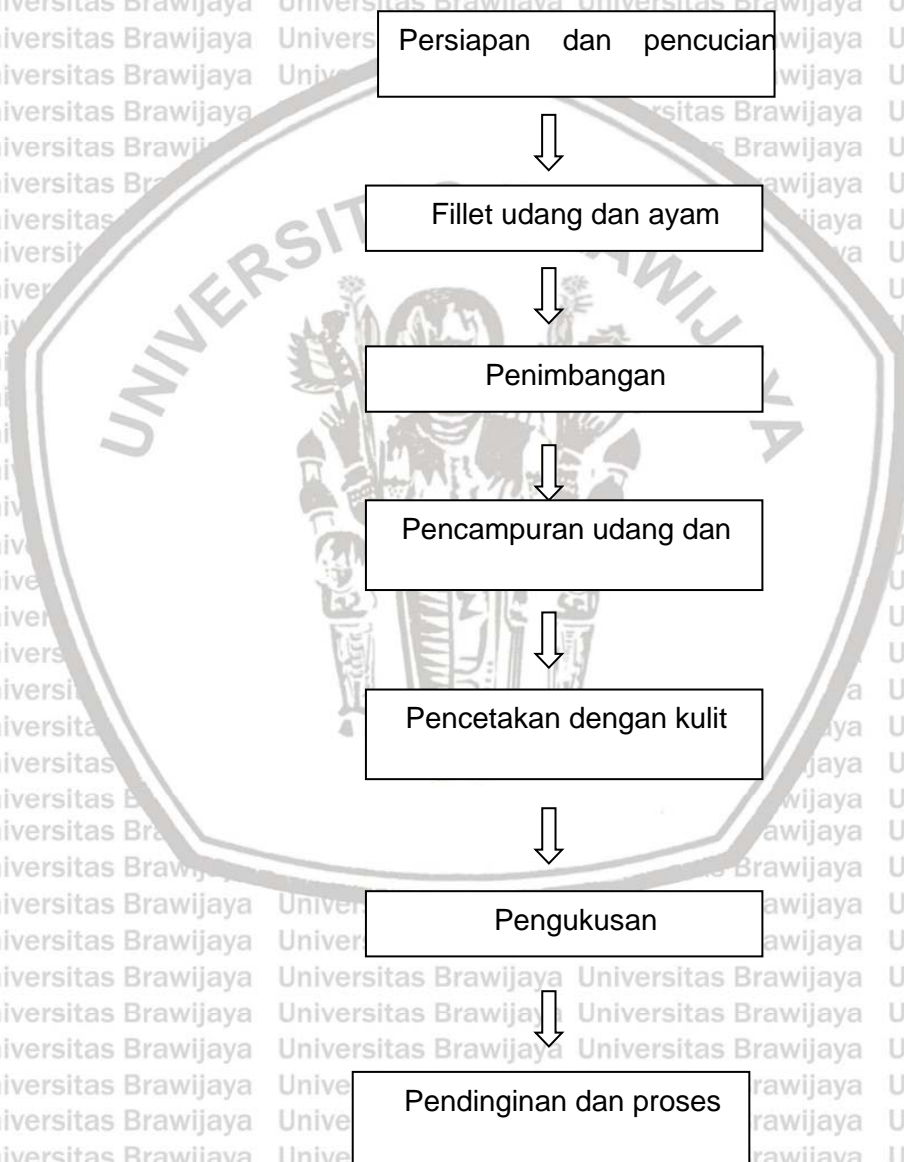 Persiapan dan pencucian
Fillet udang dan ayam
Penimbangan
Pencampuran udang dan
Pencetakan dengan kulit
Pengukusan
Pendinginan dan proses